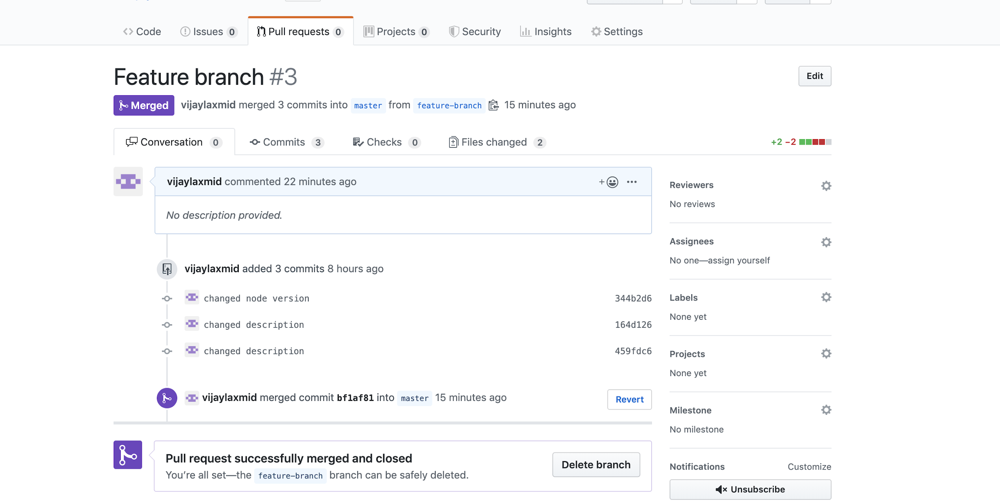 Code Issues 0 Pull requests 0 Projects 0 Security Insights Settings
Feature branch #3
Edit
Merged vijaylaxmid merged 3 commits into master from feature-branch 15 minutes ago
Conversation 0 Commits 3 Checks 0 Files changed 2 +2 −2
vijaylaxmid commented 22 minutes ago
No description provided.
vijaylaxmid added 3 commits 8 hours ago
changed node version 344b2d6
changed description 164d126
changed description 459fdc6
vijaylaxmid merged commit bf1af81 into master 15 minutes ago
Revert
Pull request successfully merged and closed
You’re all set—the feature-branch branch can be safely deleted.
Delete branch
Reviewers
No reviews
Assignees
No one—assign yourself
Labels
None yet
Projects
None yet
Milestone
No milestone
Notifications Customize
Unsubscribe